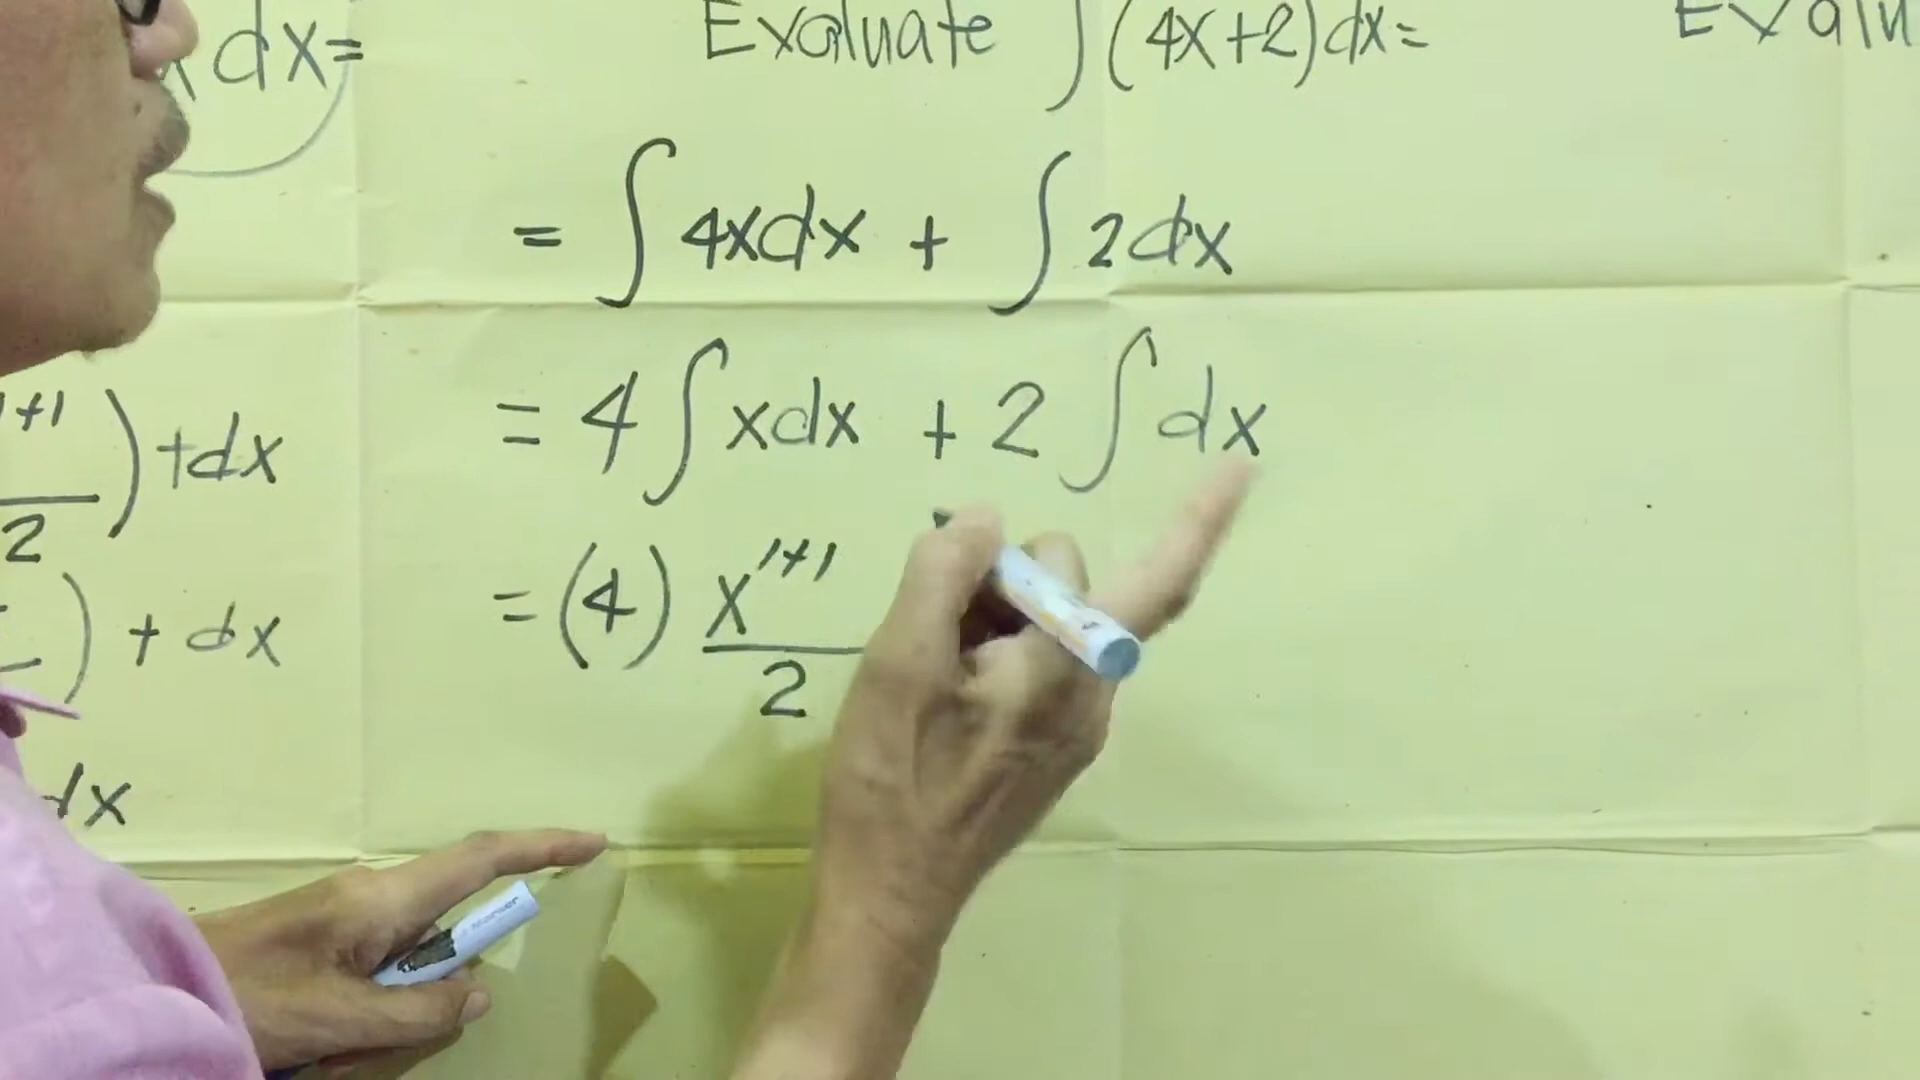 dx=
Evaluate ∫(4x+2)dx=
Evalu
= ∫4xdx + ∫2dx
= 4∫xdx + 2∫dx
1+1
2
) + dx
= (4) x^{1+1}
2
) + dx
dx